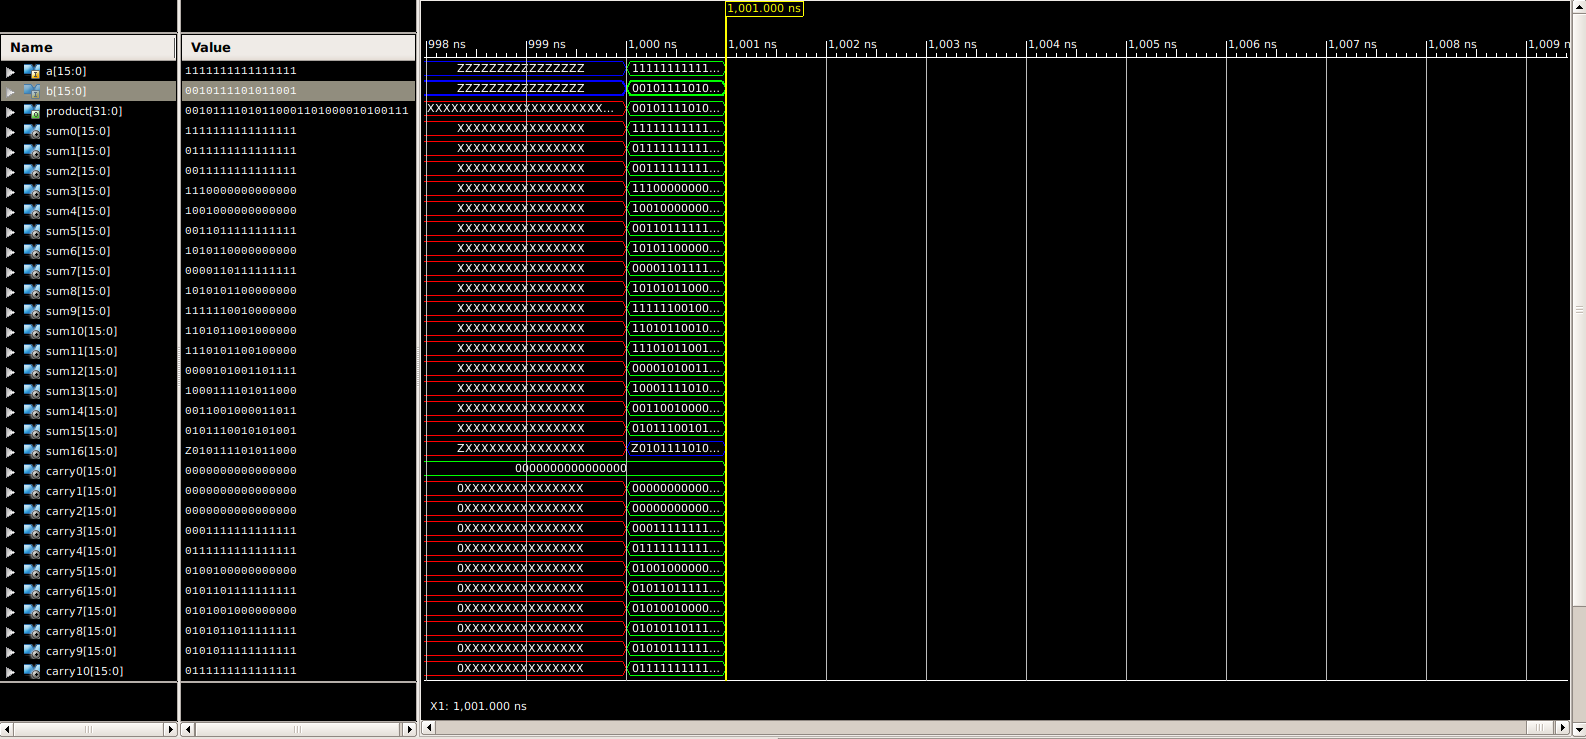 1,001.000 ns
Name Value 998 ns 999 ns 1,000 ns 1,001 ns 1,002 ns 1,003 ns 1,004 ns 1,005 ns 1,006 ns 1,007 ns 1,008 ns 1,009 n
a[15:0] 1111111111111111 ZZZZZZZZZZZZZZZZ 11111111111...
b[15:0] 0010111101011001 ZZZZZZZZZZZZZZZZ 00101111010...
product[31:0] 00101111010110001101000010100111 XXXXXXXXXXXXXXXXXXXXXX... 00101111010...
sum0[15:0] 1111111111111111 XXXXXXXXXXXXXXXX 11111111111...
sum1[15:0] 0111111111111111 XXXXXXXXXXXXXXXX 01111111111...
sum2[15:0] 0011111111111111 XXXXXXXXXXXXXXXX 00111111111...
sum3[15:0] 1110000000000000 XXXXXXXXXXXXXXXX 11100000000...
sum4[15:0] 1001000000000000 XXXXXXXXXXXXXXXX 10010000000...
sum5[15:0] 0011011111111111 XXXXXXXXXXXXXXXX 00110111111...
sum6[15:0] 1010110000000000 XXXXXXXXXXXXXXXX 10101100000...
sum7[15:0] 0000110111111111 XXXXXXXXXXXXXXXX 00001101111...
sum8[15:0] 1010101100000000 XXXXXXXXXXXXXXXX 10101011000...
sum9[15:0] 1111110010000000 XXXXXXXXXXXXXXXX 11111100100...
sum10[15:0] 1101011001000000 XXXXXXXXXXXXXXXX 11010110010...
sum11[15:0] 1110101100100000 XXXXXXXXXXXXXXXX 11101011001...
sum12[15:0] 0000101001101111 XXXXXXXXXXXXXXXX 00001010011...
sum13[15:0] 1000111101011000 XXXXXXXXXXXXXXXX 10001111010...
sum14[15:0] 0011001000011011 XXXXXXXXXXXXXXXX 00110010000...
sum15[15:0] 0101110010101001 XXXXXXXXXXXXXXXX 01011100101...
sum16[15:0] Z010111101011000 ZXXXXXXXXXXXXXXX Z0101111010...
carry0[15:0] 0000000000000000 0000000000000000
carry1[15:0] 0000000000000000 0XXXXXXXXXXXXXXX 00000000000...
carry2[15:0] 0000000000000000 0XXXXXXXXXXXXXXX 00000000000...
carry3[15:0] 0001111111111111 0XXXXXXXXXXXXXXX 00011111111...
carry4[15:0] 0111111111111111 0XXXXXXXXXXXXXXX 01111111111...
carry5[15:0] 0100100000000000 0XXXXXXXXXXXXXXX 01001000000...
carry6[15:0] 0101101111111111 0XXXXXXXXXXXXXXX 01011011111...
carry7[15:0] 0101001000000000 0XXXXXXXXXXXXXXX 01010010000...
carry8[15:0] 0101011011111111 0XXXXXXXXXXXXXXX 01010110111...
carry9[15:0] 0101011111111111 0XXXXXXXXXXXXXXX 01010111111...
carry10[15:0] 0111111111111111 0XXXXXXXXXXXXXXX 01111111111...
X1: 1,001.000 ns